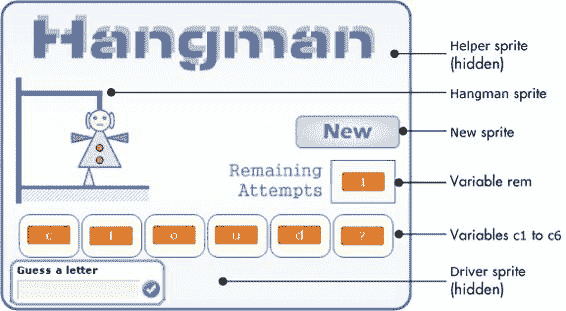 Hangman
Helper sprite
(hidden)
Hangman sprite
New
New sprite
Remaining
Attempts
1
Variable rem
c l o u d ?
Variables c1 to c6
Guess a letter
Driver sprite
(hidden)